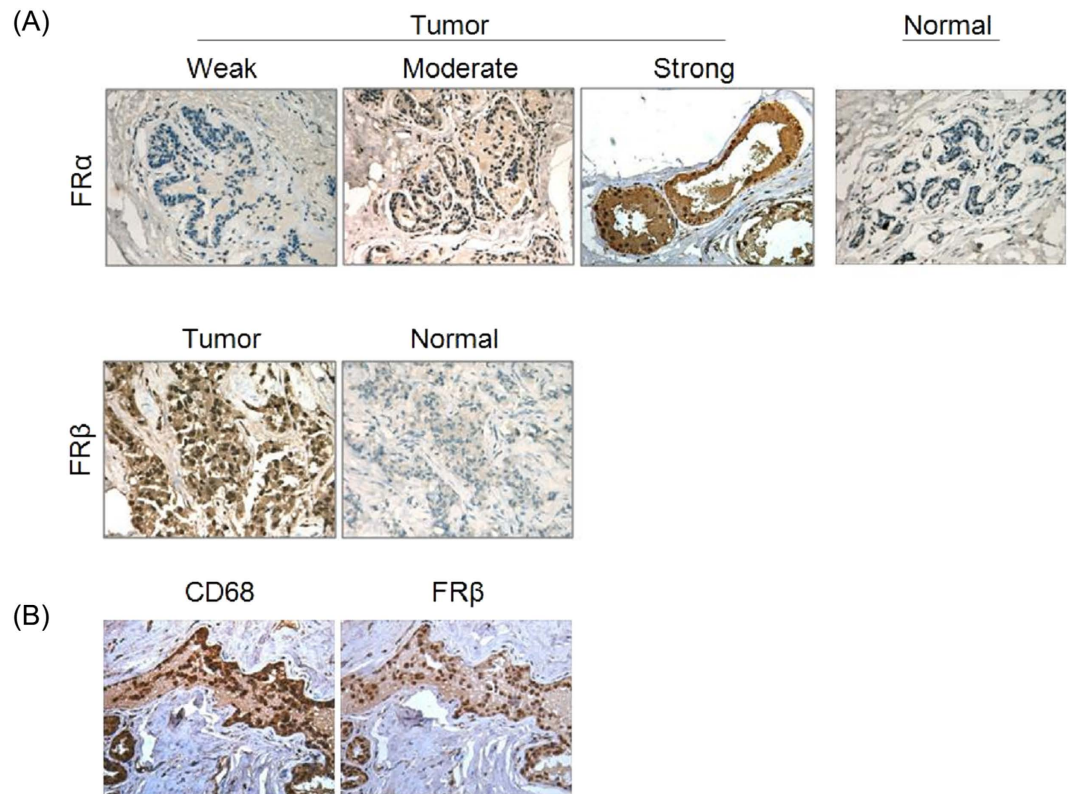 (A)
Tumor Normal
Weak Moderate Strong
FRα
Tumor Normal
FRβ
(B)
CD68 FRβ